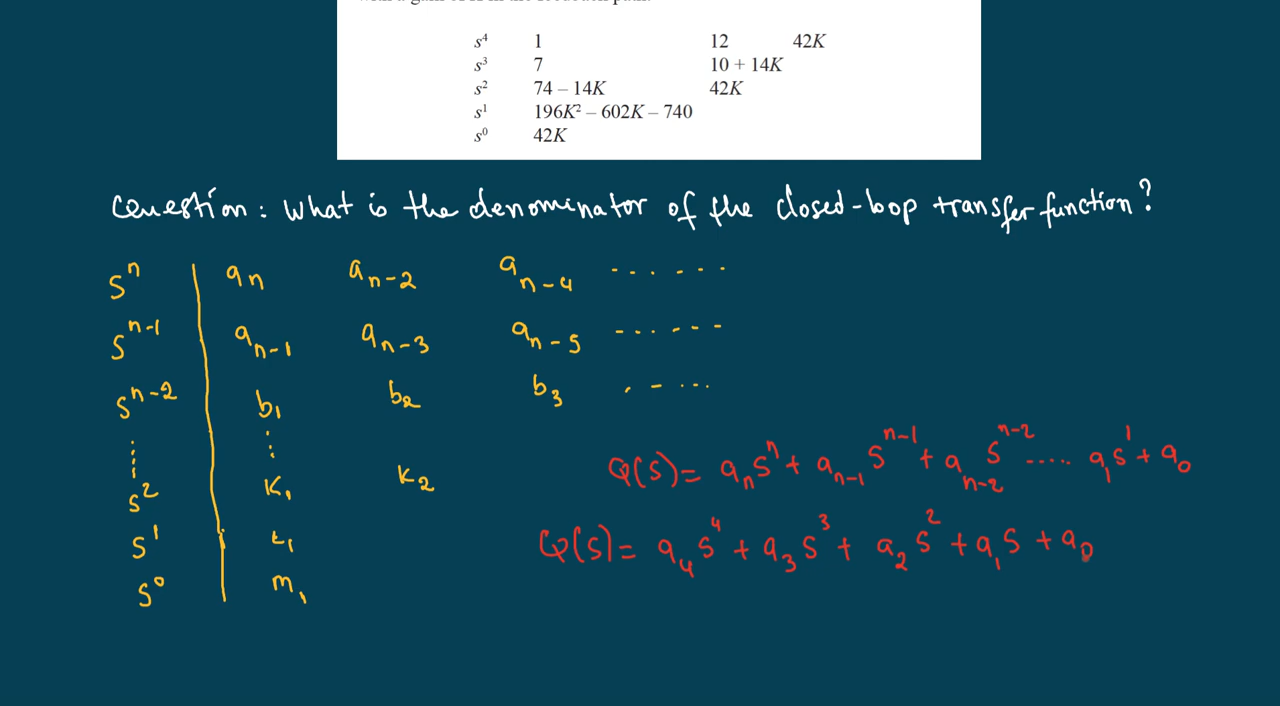 s⁴ 1 12 42K
s³ 7 10 + 14K
s² 74 – 14K 42K
s¹ 196K² – 602K – 740
s⁰ 42K
Question: What is the denominator of the closed-loop transfer function?
sⁿ aₙ aₙ₋₂ aₙ₋₄ .......
sⁿ⁻¹ aₙ₋₁ aₙ₋₃ aₙ₋₅ .......
sⁿ⁻² b₁ b₂ b₃ .....
⋮ ⋮
s² K₁ K₂
s¹ t₁
s⁰ m₁
Q(s) = aₙsⁿ + aₙ₋₁sⁿ⁻¹ + aₙ₋₂sⁿ⁻² ..... a₁s¹ + a₀
Q(s) = a₄s⁴ + a₃s³ + a₂s² + a₁s + a₀